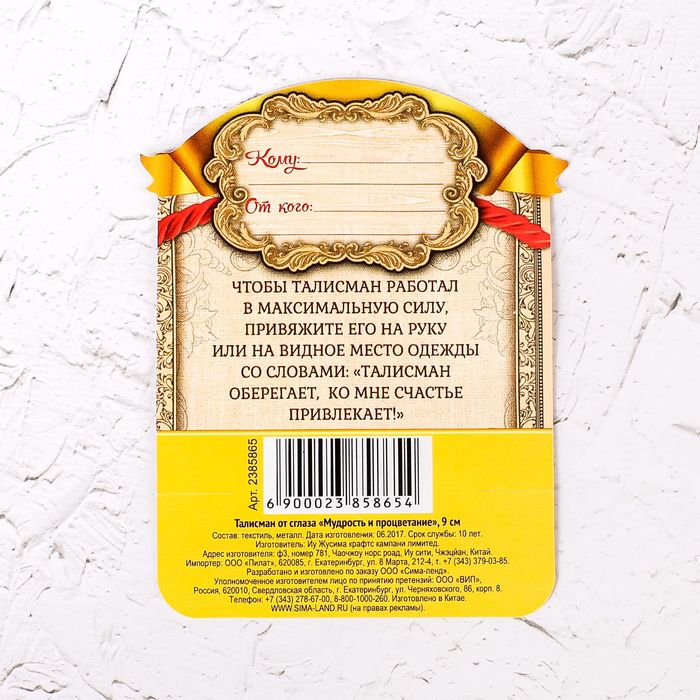 Кому:
От кого:
ЧТОБЫ ТАЛИСМАН РАБОТАЛ
В МАКСИМАЛЬНУЮ СИЛУ,
ПРИВЯЖИТЕ ЕГО НА РУКУ
ИЛИ НА ВИДНОЕ МЕСТО ОДЕЖДЫ
СО СЛОВАМИ: «ТАЛИСМАН
ОБЕРЕГАЕТ, КО МНЕ СЧАСТЬЕ
ПРИВЛЕКАЕТ!»
Арт. 2385865
6 900023 858654
Талисман от сглаза «Мудрость и процветание», 9 см
Состав: текстиль, металл. Дата изготовления: 06.2017. Срок службы: 10 лет.
Изготовитель: Иу Жусима крафтс кампани лимитед.
Адрес изготовителя: ф3, номер 781, Чаочжоу норс роад, Иу сити, Чжэцзян, Китай.
Импортер: ООО «Пилат», 620085, г. Екатеринбург, ул. 8 Марта, 212-4, т. +7 (343) 379-03-85.
Разработано и изготовлено по заказу ООО «Сима-ленд».
Уполномоченное изготовителем лицо по принятию претензий: ООО «ВИП»,
Россия, 620010, Свердловская область, г. Екатеринбург, ул. Черняховского, 86, корп. 8.
Телефон: +7 (343) 278-67-00, 8-800-1000-260. Изготовлено в Китае.
WWW.SIMA-LAND.RU (на правах рекламы).